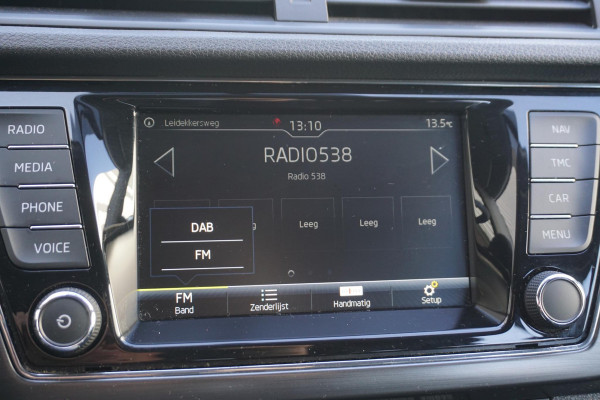 RADIO
MEDIA
PHONE
VOICE
Leidekkersweg
13:10
13.5°C
RADIO538
Radio 538
Leeg
Leeg
Leeg
DAB
FM
FM
Band
Zenderlijst
Handmatig
Setup
NAV
TMC
CAR
MENU